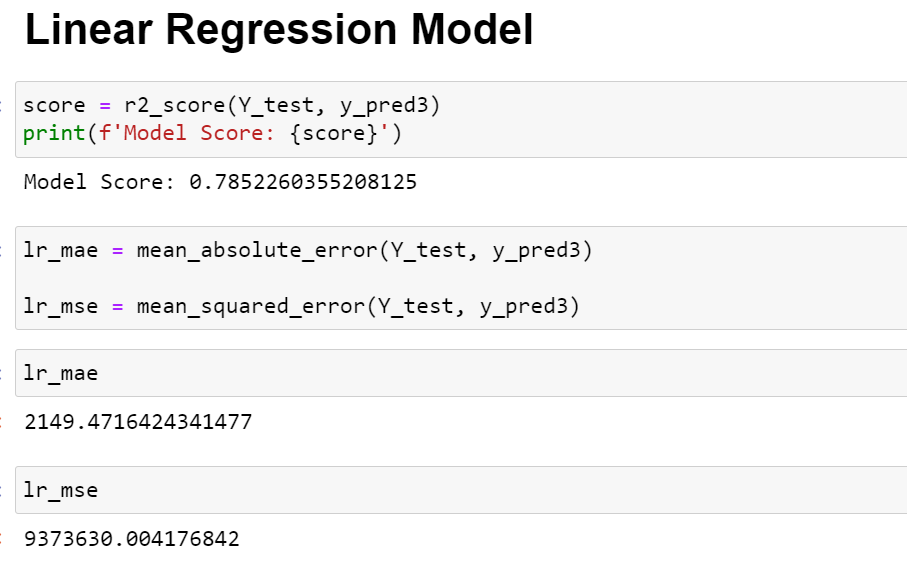 Linear Regression Model
score = r2_score(Y_test, y_pred3)
print(f'Model Score: {score}')
Model Score: 0.7852260355208125
lr_mae = mean_absolute_error(Y_test, y_pred3)
lr_mse = mean_squared_error(Y_test, y_pred3)
lr_mae
2149.4716424341477
lr_mse
9373630.004176842